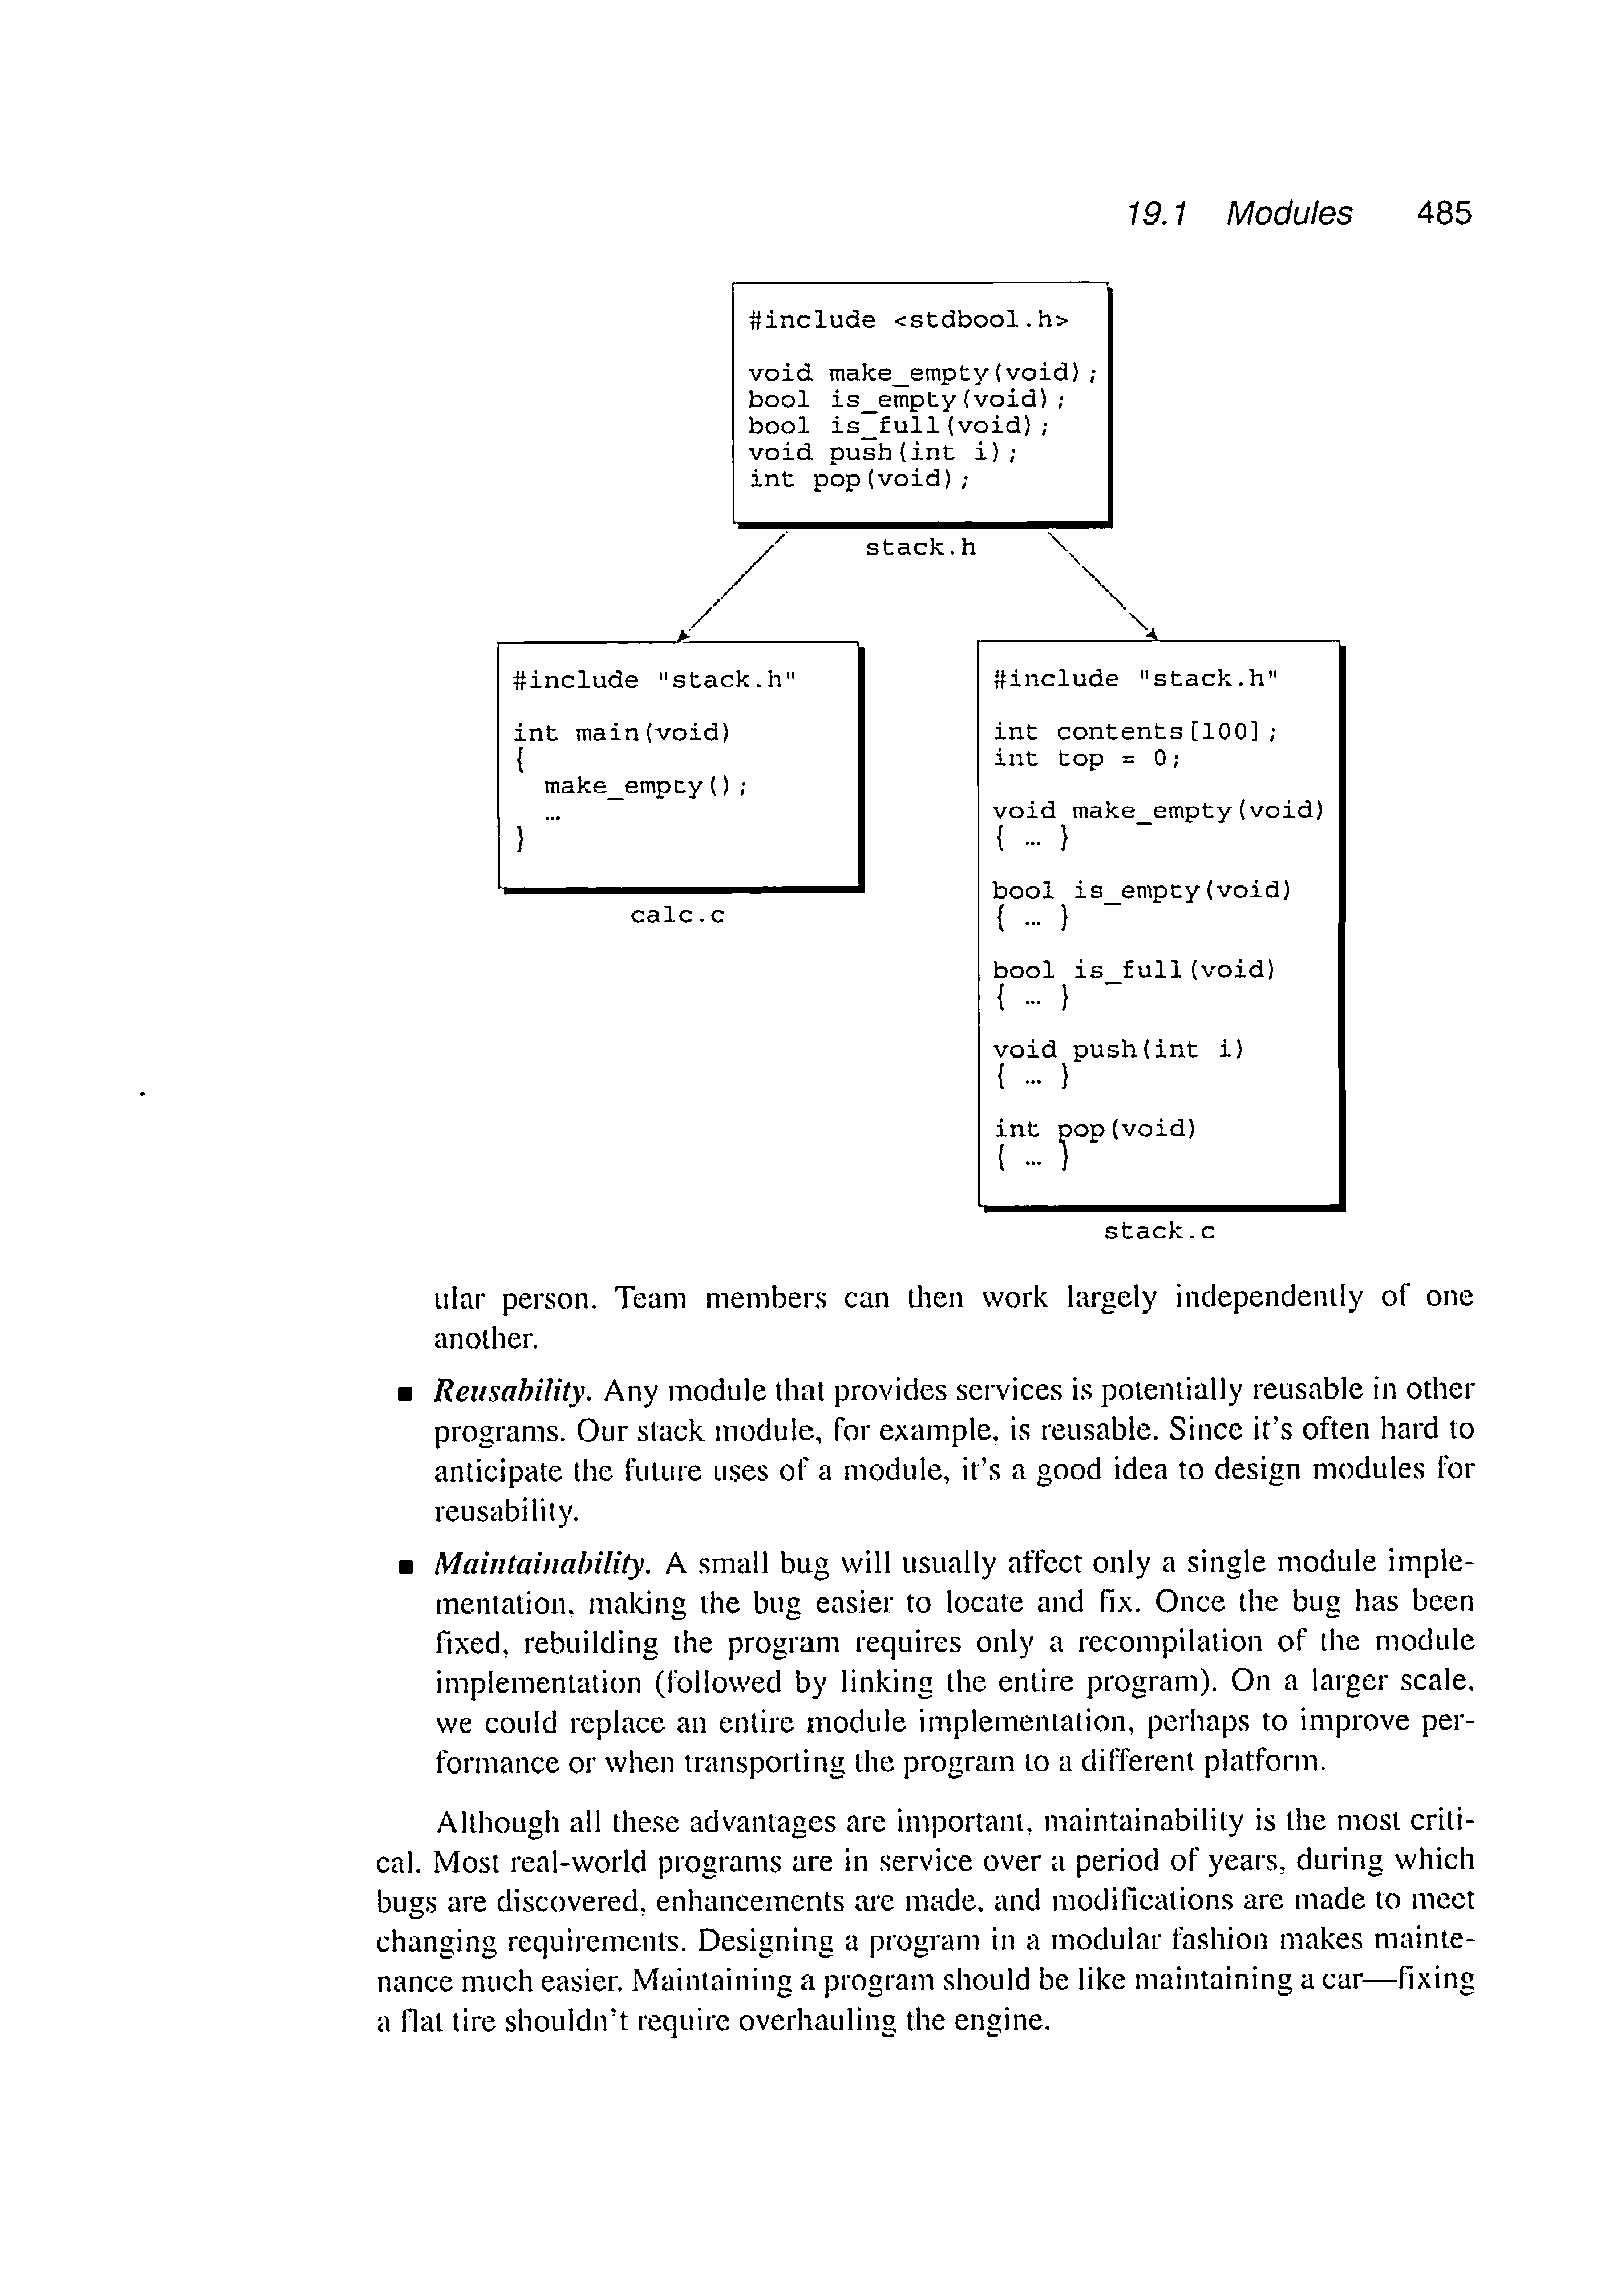 19.1 Modules 485
#include <stdbool.h>
void make_empty(void);
bool is_empty(void);
bool is_full(void);
void push(int i);
int pop(void);
stack.h
#include "stack.h"
int main(void)
{
make_empty();
…
}
calc.c
#include "stack.h"
int contents[100];
int top = 0;
void make_empty(void)
{ … }
bool is_empty(void)
{ … }
bool is_full(void)
{ … }
void push(int i)
{ … }
int pop(void)
{ … }
stack.c
ular person. Team members can then work largely independently of one
another.
■ Reusability. Any module that provides services is potentially reusable in other
programs. Our stack module, for example, is reusable. Since it's often hard to
anticipate the future uses of a module, it's a good idea to design modules for
reusability.
■ Maintainability. A small bug will usually affect only a single module imple-
mentation, making the bug easier to locate and fix. Once the bug has been
fixed, rebuilding the program requires only a recompilation of the module
implementation (followed by linking the entire program). On a larger scale,
we could replace an entire module implementation, perhaps to improve per-
formance or when transporting the program to a different platform.
Although all these advantages are important, maintainability is the most criti-
cal. Most real-world programs are in service over a period of years, during which
bugs are discovered, enhancements are made, and modifications are made to meet
changing requirements. Designing a program in a modular fashion makes mainte-
nance much easier. Maintaining a program should be like maintaining a car—fixing
a flat tire shouldn't require overhauling the engine.